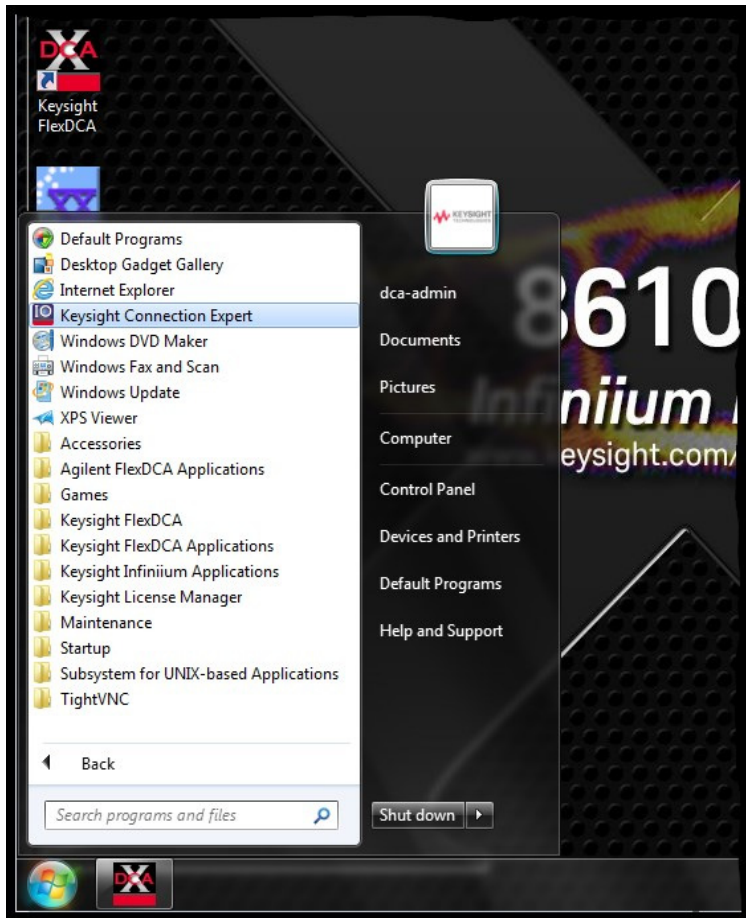 DCA
X
Keysight
FlexDCA
KEYSIGHT
TECHNOLOGIES
Default Programs
Desktop Gadget Gallery
Internet Explorer
Keysight Connection Expert
Windows DVD Maker
Windows Fax and Scan
Windows Update
XPS Viewer
Accessories
Agilent FlexDCA Applications
Games
Keysight FlexDCA
Keysight FlexDCA Applications
Keysight Infiniium Applications
Keysight License Manager
Maintenance
Startup
Subsystem for UNIX-based Applications
TightVNC
Back
Search programs and files
dca-admin
Documents
Pictures
Computer
Control Panel
Devices and Printers
Default Programs
Help and Support
Shut down
8610
Infiniium
eysight.com/
DCA
X